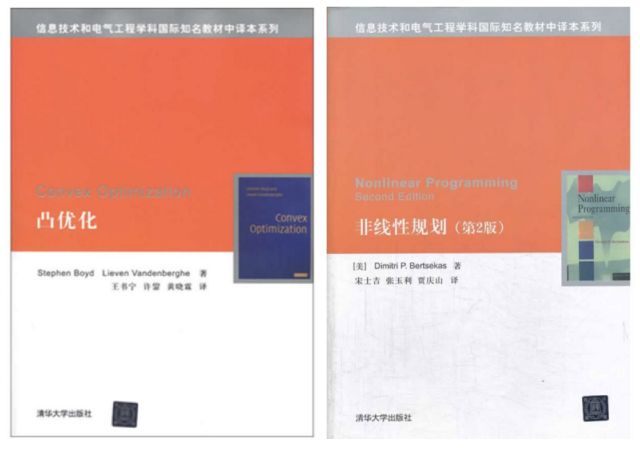 信息技术和电气工程学科国际知名教材中译本系列
Convex Optimization
凸优化
Convex
Optimization
Stephen Boyd Lieven Vandenberghe 著
王书宁 许鋆 黄晓霖 译
清华大学出版社
信息技术和电气工程学科国际知名教材中译本系列
Nonlinear Programming
Second Edition
非线性规划(第2版)
Nonlinear
Programming
[美] Dimitri P. Bertsekas 著
宋士吉 张玉利 贾庆山 译
清华大学出版社